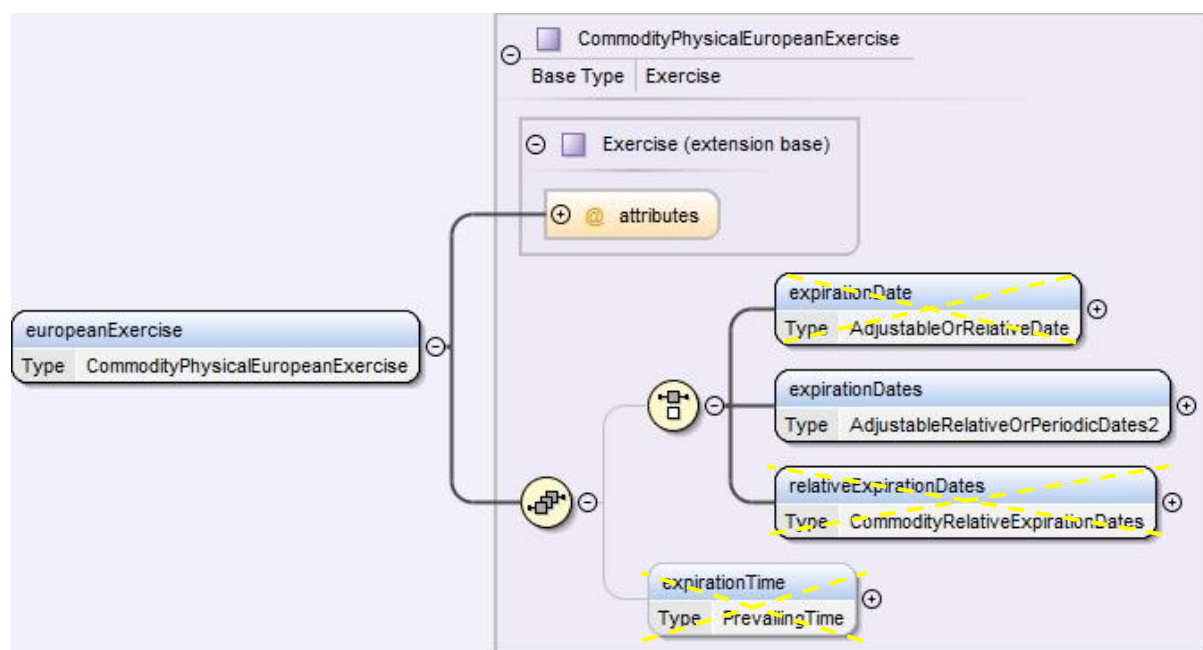 CommodityPhysicalEuropeanExercise
Base Type Exercise
Exercise (extension base)
@ attributes
europeanExercise
Type CommodityPhysicalEuropeanExercise
expirationDate
Type AdjustableOrRelativeDate
expirationDates
Type AdjustableRelativeOrPeriodicDates2
relativeExpirationDates
Type CommodityRelativeExpirationDates
expirationTime
Type PrevailingTime